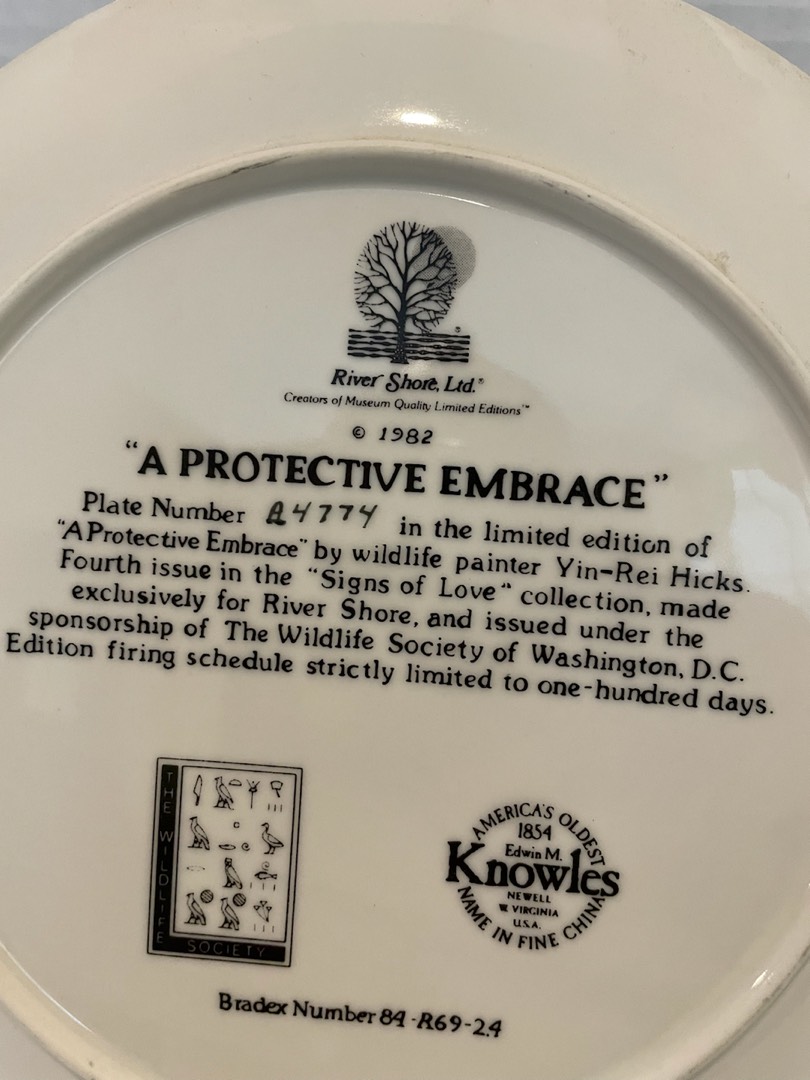 River Shore, Ltd.®
Creators of Museum Quality Limited Editions™
© 1982
"A PROTECTIVE EMBRACE"
Plate Number A4774 in the limited edition of
"A Protective Embrace" by wildlife painter Yin-Rei Hicks.
Fourth issue in the "Signs of Love" collection, made
exclusively for River Shore, and issued under the
sponsorship of The Wildlife Society of Washington, D.C.
Edition firing schedule strictly limited to one-hundred days.
THE WILDLIFE
SOCIETY
AMERICA'S OLDEST
1854
Edwin M.
Knowles
NEWELL
W VIRGINIA
U.S.A.
NAME IN FINE CHINA
Bradex Number 84-R69-2.4